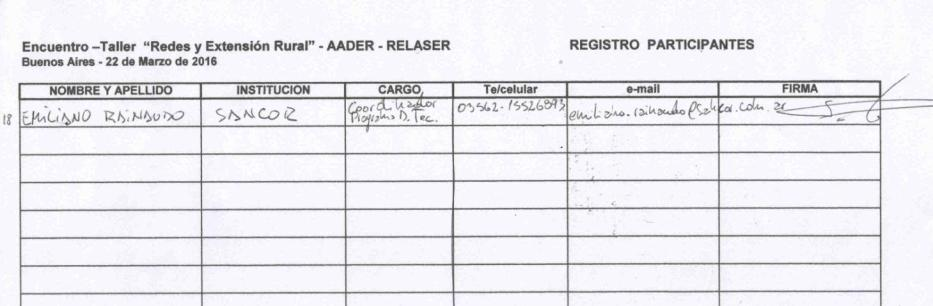 Encuentro –Taller "Redes y Extensión Rural" - AADER - RELASER
REGISTRO PARTICIPANTES
Buenos Aires - 22 de Marzo de 2016
NOMBRE Y APELLIDO INSTITUCION CARGO Te/celular e-mail FIRMA
18 EMILIANO RAINAUDO SANCOR Coordinador Programa D. Tec. 03562-15526893 emiliano.rainaudo@sancor.com.ar